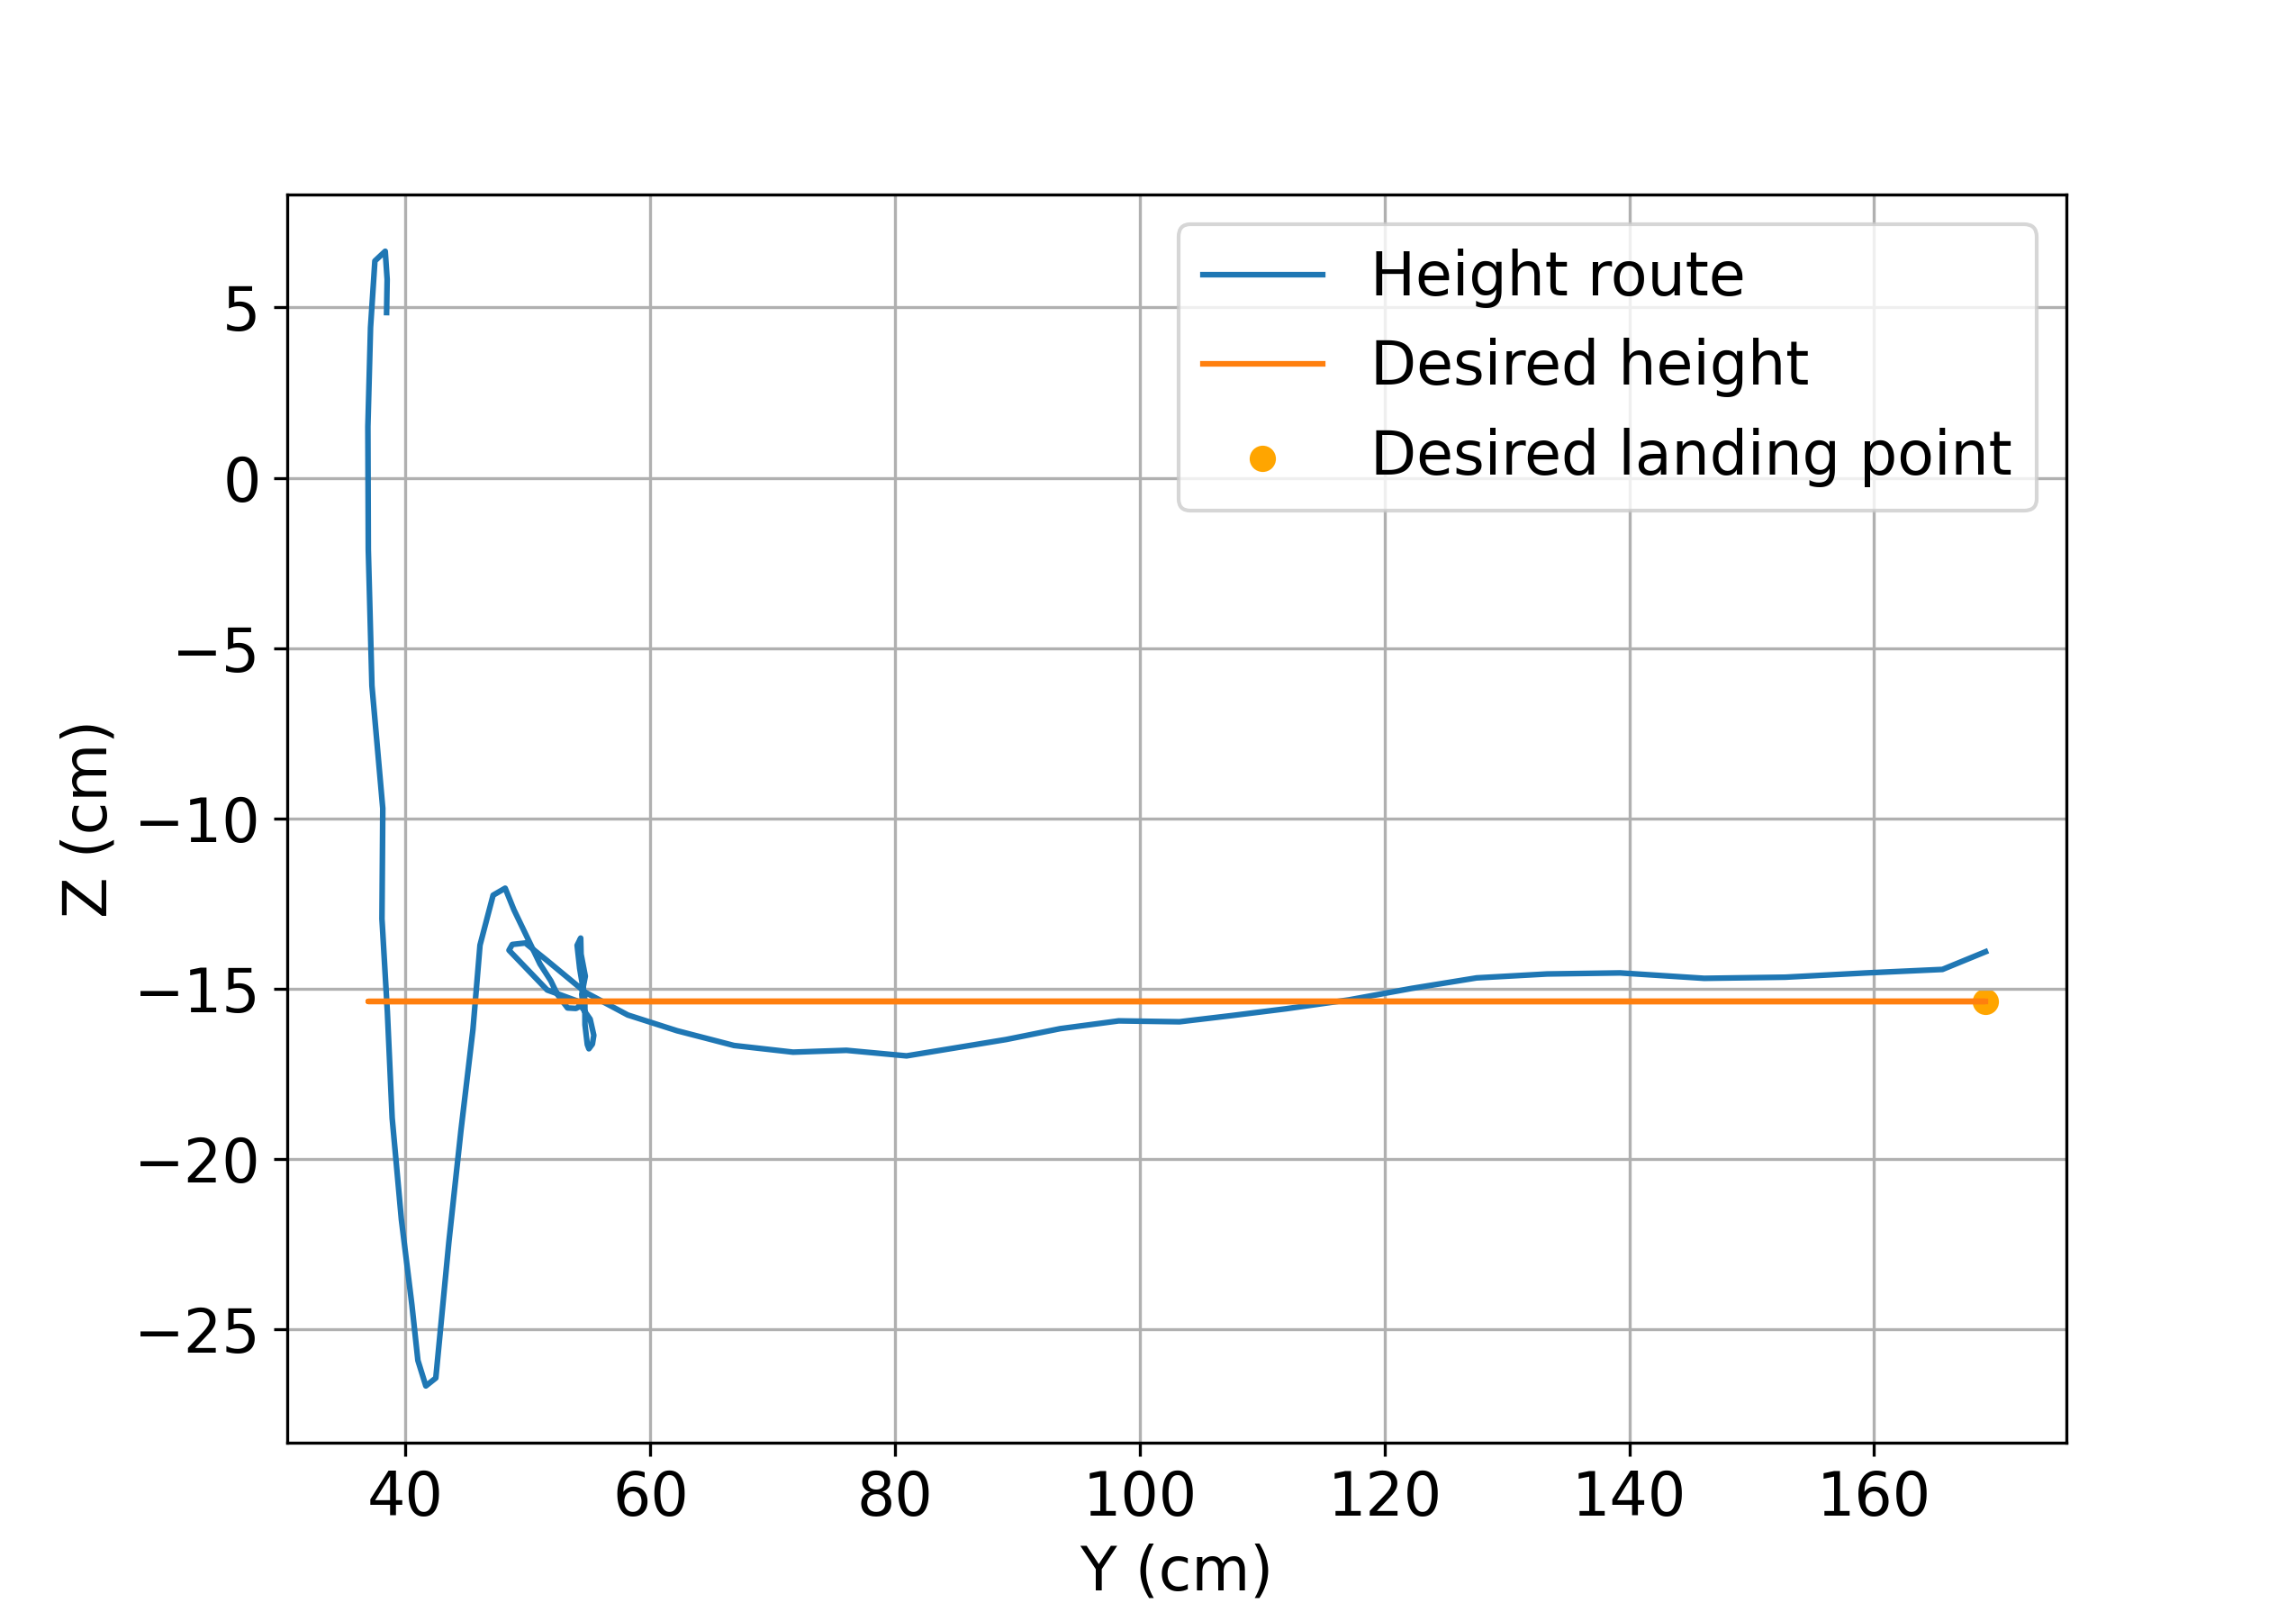 Height route
Desired height
Desired landing point
5
0
−5
−10
−15
−20
−25
Z (cm)
40 60 80 100 120 140 160
Y (cm)